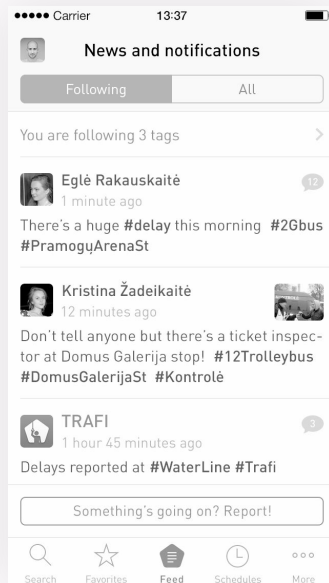 Carrier 13:37
News and notifications
Following All
You are following 3 tags
Eglė Rakauskaitė 12
1 minute ago
There's a huge #delay this morning #2Gbus
#PramogųArenaSt
Kristina Žadeikaitė
12 minutes ago
Don't tell anyone but there's a ticket inspec-
tor at Domus Galerija stop! #12Trolleybus
#DomusGalerijaSt #Kontrolė
TRAFI 3
1 hour 45 minutes ago
Delays reported at #WaterLine #Trafi
Something's going on? Report!
Search Favorites Feed Schedules More